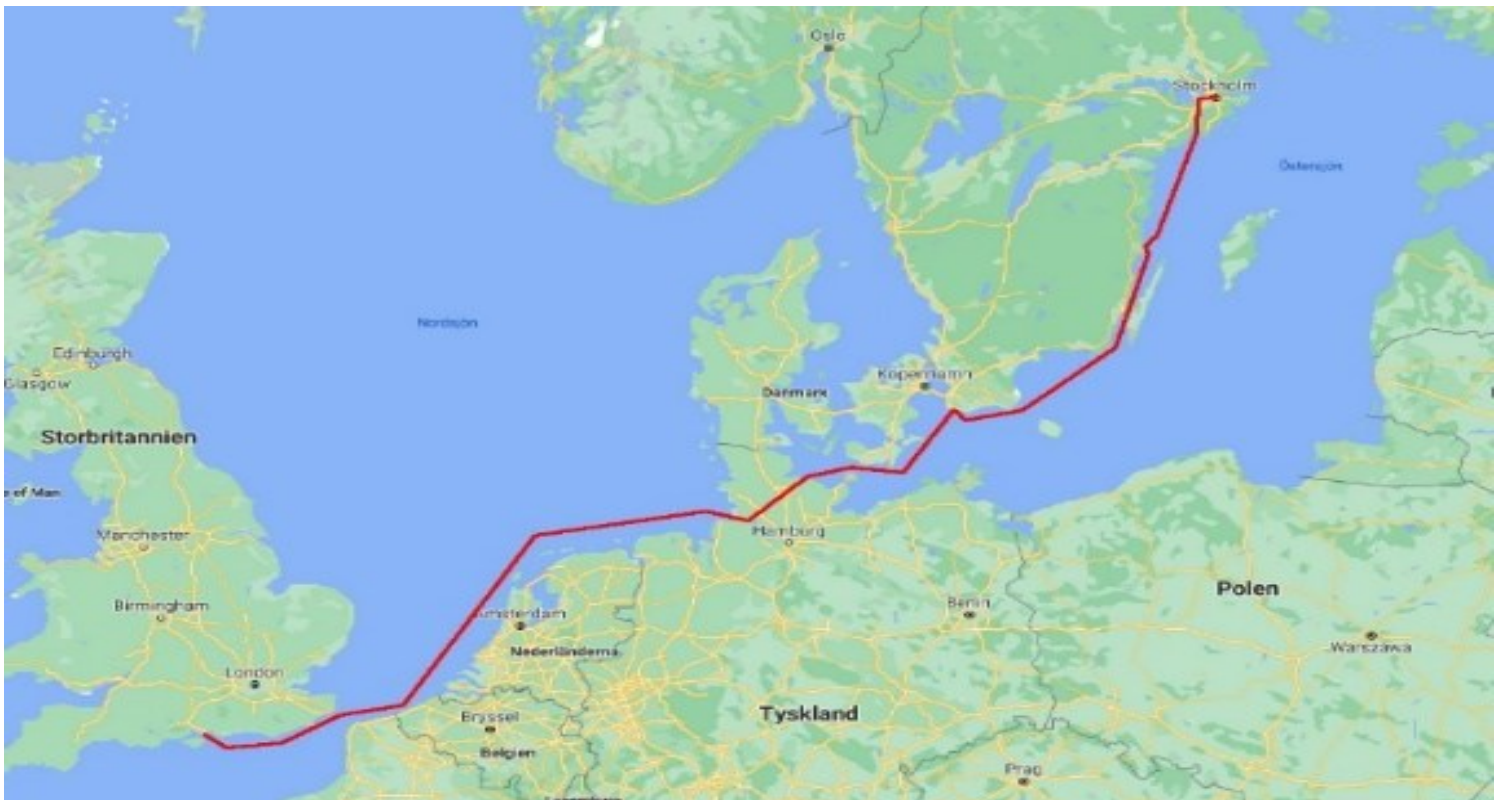 Oslo
Stockholm
Östersjön
Nordsjön
Edinburgh
Glasgow
København
Danmark
Storbritannien
e of Man
Manchester
Hamburg
Birmingham
Amsterdam
Berlin
Polen
Nederländerna
Warszawa
London
Bryssel
Tyskland
Belgien
Prag